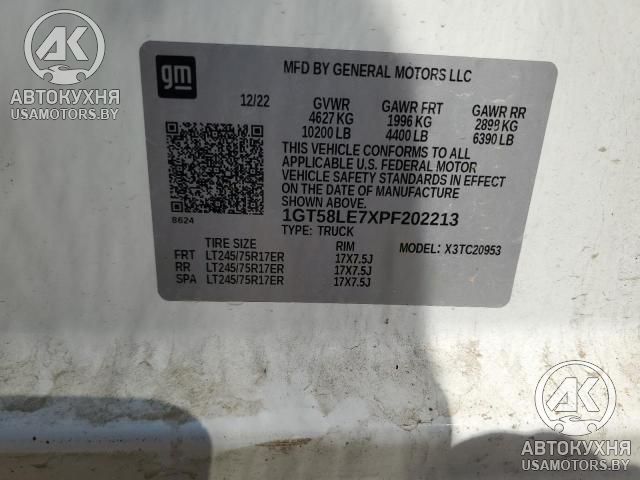 AK
АВТОКУХНЯ
USAMOTORS.BY
gm
MFD BY GENERAL MOTORS LLC
12/22 GVWR GAWR FRT GAWR RR
4627 KG 1996 KG 2898 KG
10200 LB 4400 LB 6390 LB
THIS VEHICLE CONFORMS TO ALL
APPLICABLE U.S. FEDERAL MOTOR
VEHICLE SAFETY STANDARDS IN EFFECT
ON THE DATE OF MANUFACTURE
SHOWN ABOVE.
8624
1GT58LE7XPF202213
TYPE: TRUCK
TIRE SIZE RIM MODEL: X3TC20953
FRT LT245/75R17ER 17X7.5J
RR LT245/75R17ER 17X7.5J
SPA LT245/75R17ER 17X7.5J
AK
АВТОКУХНЯ
USAMOTORS.BY